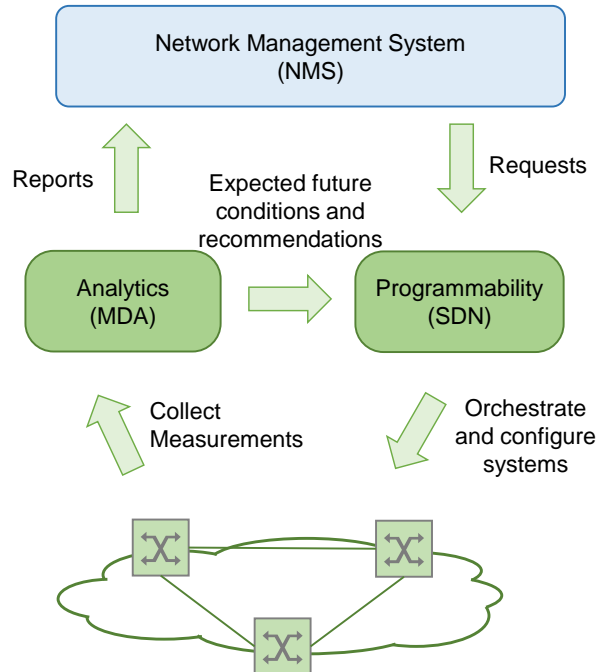 Network Management System
(NMS)
Reports
Requests
Expected future
conditions and
recommendations
Analytics
(MDA)
Programmability
(SDN)
Collect
Measurements
Orchestrate
and configure
systems